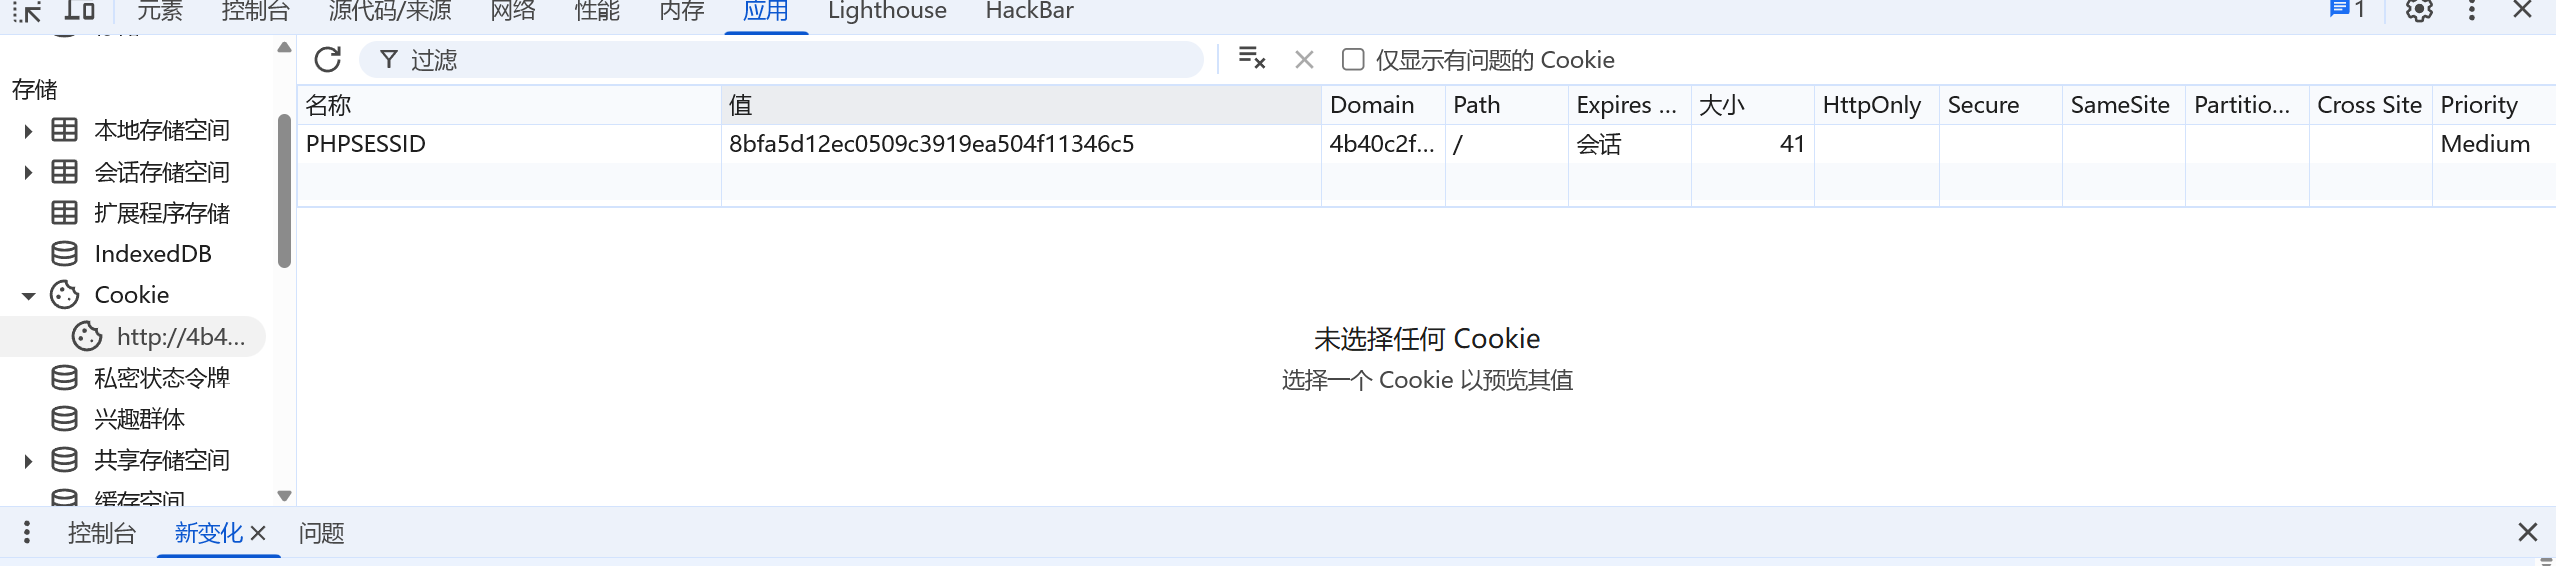 元素 控制台 源代码/来源 网络 性能 内存 应用 Lighthouse HackBar 1
过滤 仅显示有问题的 Cookie
存储
本地存储空间
会话存储空间
扩展程序存储
IndexedDB
Cookie
http://4b4...
私密状态令牌
兴趣群体
共享存储空间
缓存空间
名称 值 Domain Path Expires ... 大小 HttpOnly Secure SameSite Partitio... Cross Site Priority
PHPSESSID 8bfa5d12ec0509c3919ea504f11346c5 4b40c2f... / 会话 41 Medium
未选择任何 Cookie
选择一个 Cookie 以预览其值
控制台 新变化 问题